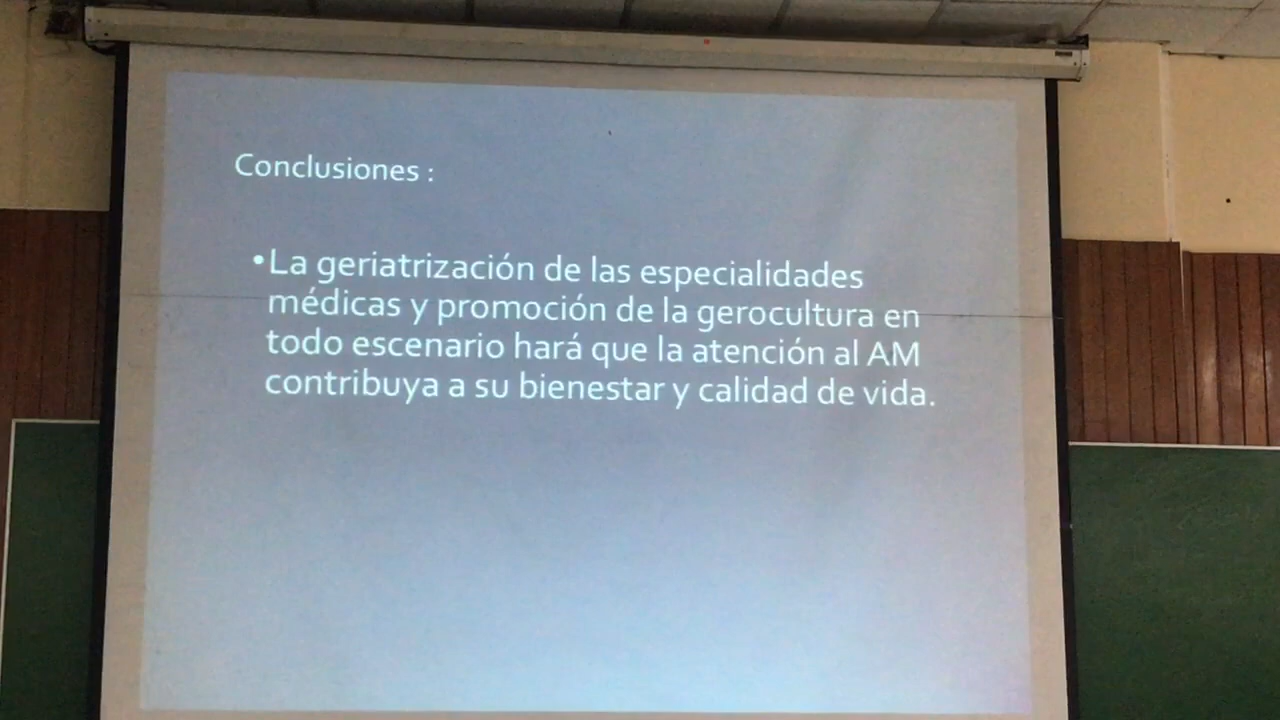 Conclusiones :
•La geriatrización de las especialidades
médicas y promoción de la gerocultura en
todo escenario hará que la atención al AM
contribuya a su bienestar y calidad de vida.